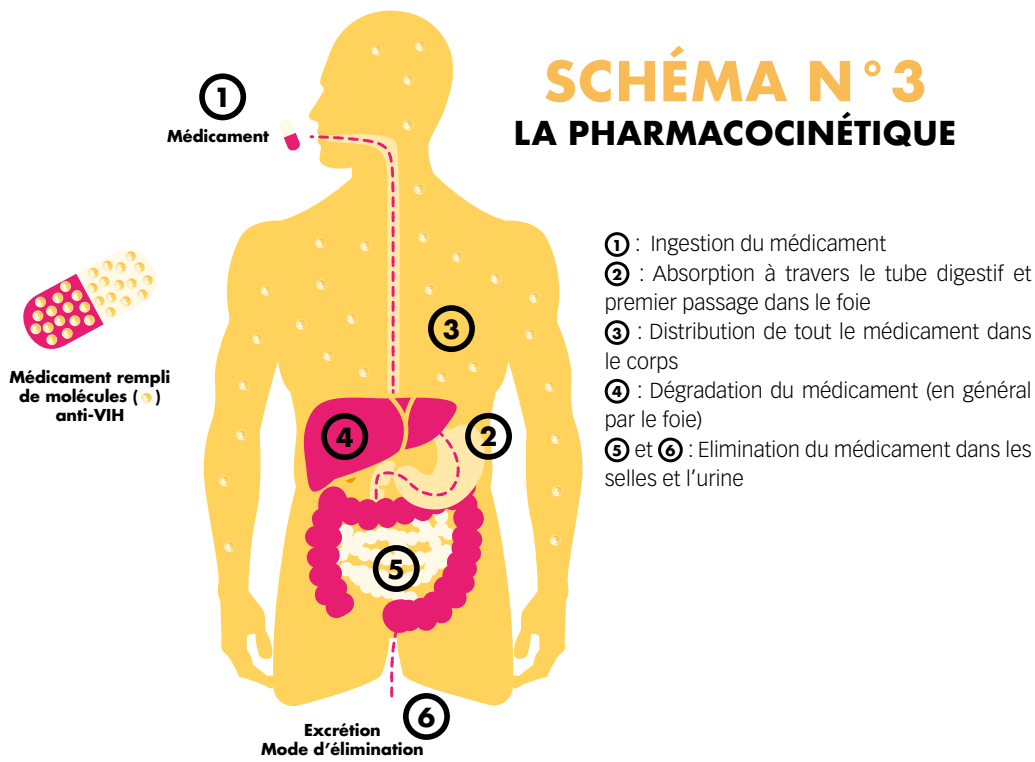 SCHÉMA N°3
LA PHARMACOCINÉTIQUE
1
Médicament
Médicament rempli
de molécules ( )
anti-VIH
3
4
2
5
6
Excrétion
Mode d'élimination
1 : Ingestion du médicament
2 : Absorption à travers le tube digestif et
premier passage dans le foie
3 : Distribution de tout le médicament dans
le corps
4 : Dégradation du médicament (en général
par le foie)
5 et 6 : Elimination du médicament dans les
selles et l'urine